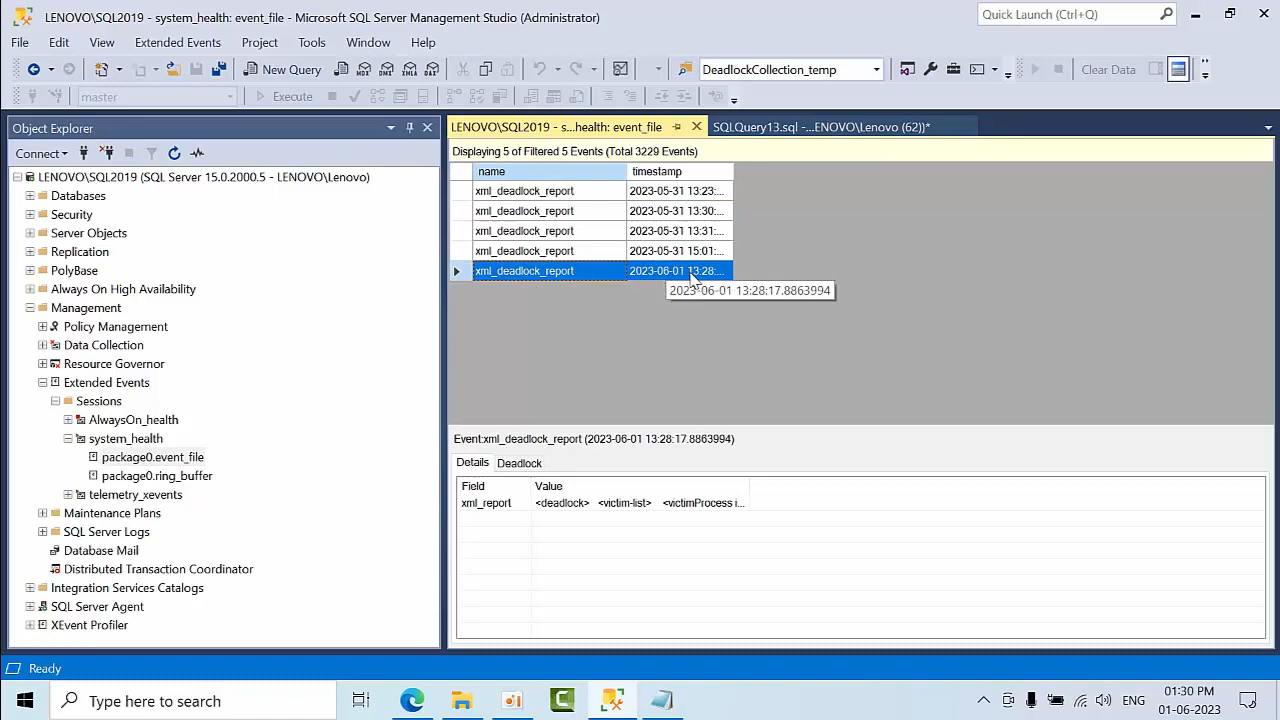 LENOVO\SQL2019 - system_health: event_file - Microsoft SQL Server Management Studio (Administrator)
Quick Launch (Ctrl+Q)
File Edit View Extended Events Project Tools Window Help
New Query
DeadlockCollection_temp
Clear Data
master
Execute
Object Explorer
LENOVO\SQL2019 - s...health: event_file
SQLQuery13.sql -...ENOVO\Lenovo (62))*
Connect
Displaying 5 of Filtered 5 Events (Total 3229 Events)
LENOVO\SQL2019 (SQL Server 15.0.2000.5 - LENOVO\Lenovo)
Databases
Security
Server Objects
Replication
PolyBase
Always On High Availability
Management
Policy Management
Data Collection
Resource Governor
Extended Events
Sessions
AlwaysOn_health
system_health
package0.event_file
package0.ring_buffer
telemetry_xevents
Maintenance Plans
SQL Server Logs
Database Mail
Distributed Transaction Coordinator
Integration Services Catalogs
SQL Server Agent
XEvent Profiler
name timestamp
xml_deadlock_report 2023-05-31 13:23:...
xml_deadlock_report 2023-05-31 13:30:...
xml_deadlock_report 2023-05-31 13:31:...
xml_deadlock_report 2023-05-31 15:01:...
xml_deadlock_report 2023-06-01 13:28:...
2023-06-01 13:28:17.8863994
Event:xml_deadlock_report (2023-06-01 13:28:17.8863994)
Details Deadlock
Field Value
xml_report <deadlock> <victim-list> <victimProcess i...
Ready
Type here to search
ENG
01:30 PM
01-06-2023